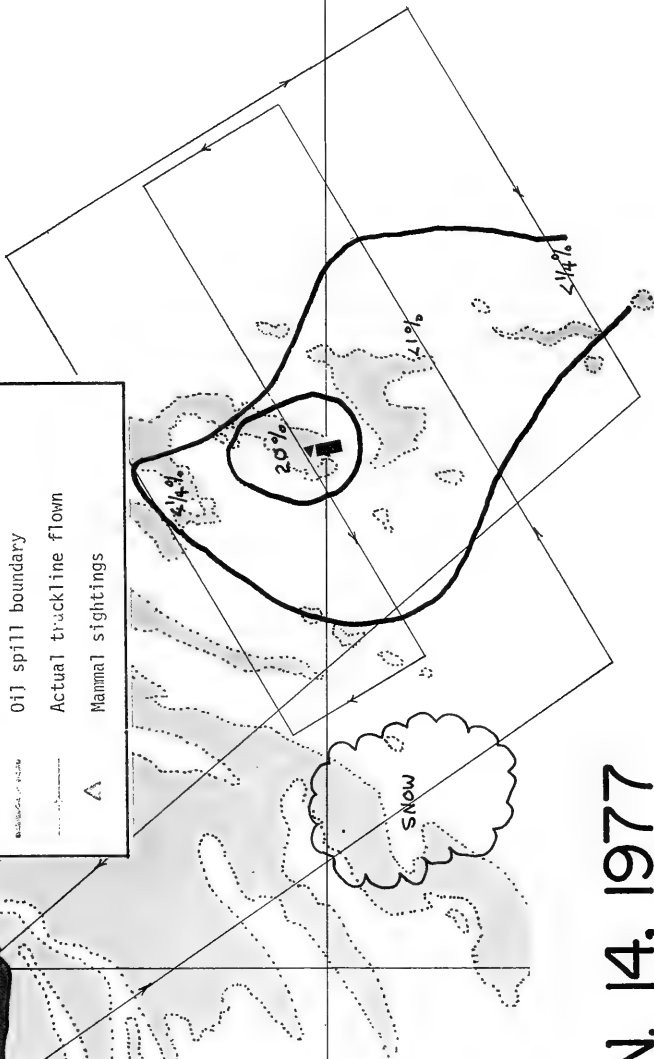 Oil spill boundary
Actual trackline flown
Mammal sightings
<1/4%
20%
<1%
<1/4%
SNOW
N. 14, 1977